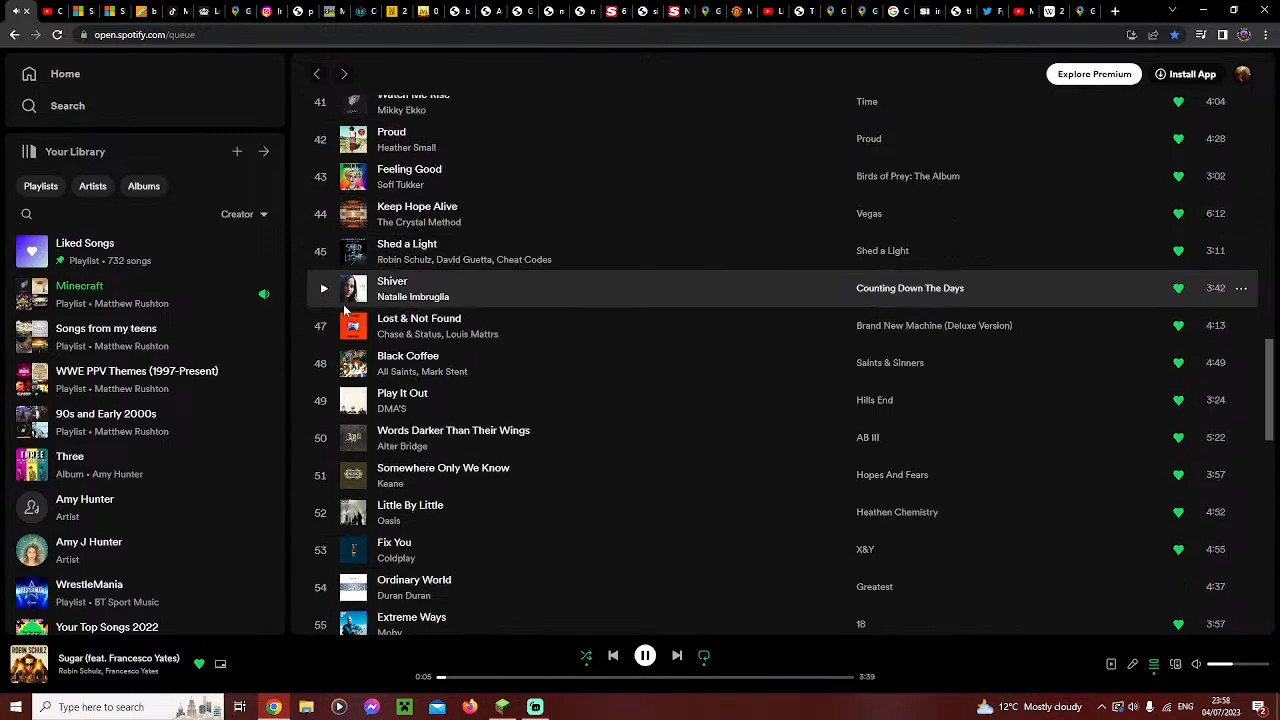 open.spotify.com/queue
Home
Search
Your Library
Playlists
Artists
Albums
Creator
Liked Songs
Playlist • 732 songs
Minecraft
Playlist • Matthew Rushton
Songs from my teens
Playlist • Matthew Rushton
WWE PPV Themes (1997-Present)
Playlist • Matthew Rushton
90s and Early 2000s
Playlist • Matthew Rushton
Three
Album • Amy Hunter
Amy Hunter
Artist
Amy J Hunter
Artist
WrestleMania
Playlist • BT Sport Music
Your Top Songs 2022
Explore Premium
Install App
41 Watch Me Rise Time 4:04
Mikky Ekko
42 Proud Proud 4:28
Heather Small
43 Feeling Good Birds of Prey: The Album 3:02
Sofi Tukker
44 Keep Hope Alive Vegas 6:12
The Crystal Method
45 Shed a Light Shed a Light 3:11
Robin Schulz, David Guetta, Cheat Codes
Shiver Counting Down The Days 3:42
Natalie Imbruglia
47 Lost & Not Found Brand New Machine (Deluxe Version) 4:13
Chase & Status, Louis Mattrs
48 Black Coffee Saints & Sinners 4:49
All Saints, Mark Stent
49 Play It Out Hills End 3:24
DMA'S
50 Words Darker Than Their Wings AB III 5:22
Alter Bridge
51 Somewhere Only We Know Hopes And Fears 3:57
Keane
52 Little By Little Heathen Chemistry 4:52
Oasis
53 Fix You X&Y 4:55
Coldplay
54 Ordinary World Greatest 4:37
Duran Duran
55 Extreme Ways 18 3:57
Moby
Sugar (feat. Francesco Yates)
Robin Schulz, Francesco Yates
0:05
3:39
Type here to search
12°C Mostly cloudy
ENG
23:58
04/07/2023
2